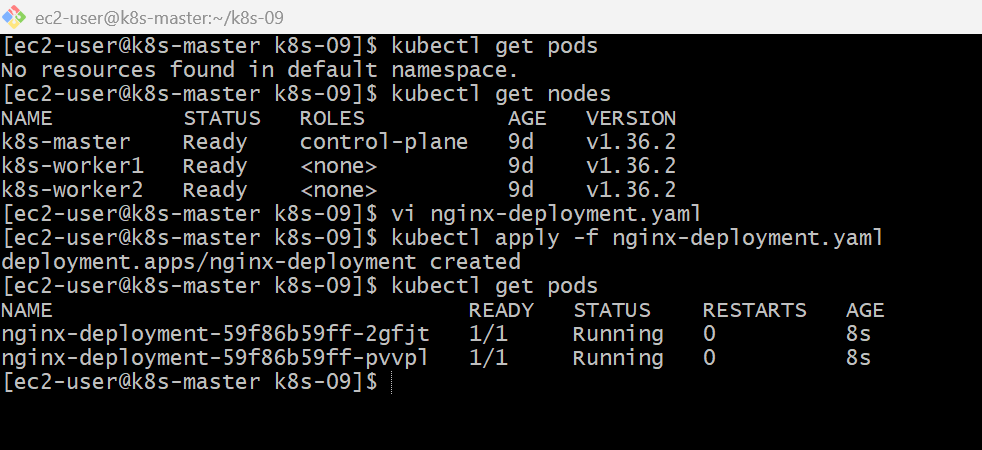 ec2-user@k8s-master:~/k8s-09
[ec2-user@k8s-master k8s-09]$ kubectl get pods
No resources found in default namespace.
[ec2-user@k8s-master k8s-09]$ kubectl get nodes
NAME          STATUS   ROLES           AGE   VERSION
k8s-master    Ready    control-plane   9d    v1.36.2
k8s-worker1   Ready    <none>          9d    v1.36.2
k8s-worker2   Ready    <none>          9d    v1.36.2
[ec2-user@k8s-master k8s-09]$ vi nginx-deployment.yaml
[ec2-user@k8s-master k8s-09]$ kubectl apply -f nginx-deployment.yaml
deployment.apps/nginx-deployment created
[ec2-user@k8s-master k8s-09]$ kubectl get pods
NAME                                READY   STATUS    RESTARTS   AGE
nginx-deployment-59f86b59ff-2gfjt   1/1     Running   0          8s
nginx-deployment-59f86b59ff-pvvpl   1/1     Running   0          8s
[ec2-user@k8s-master k8s-09]$